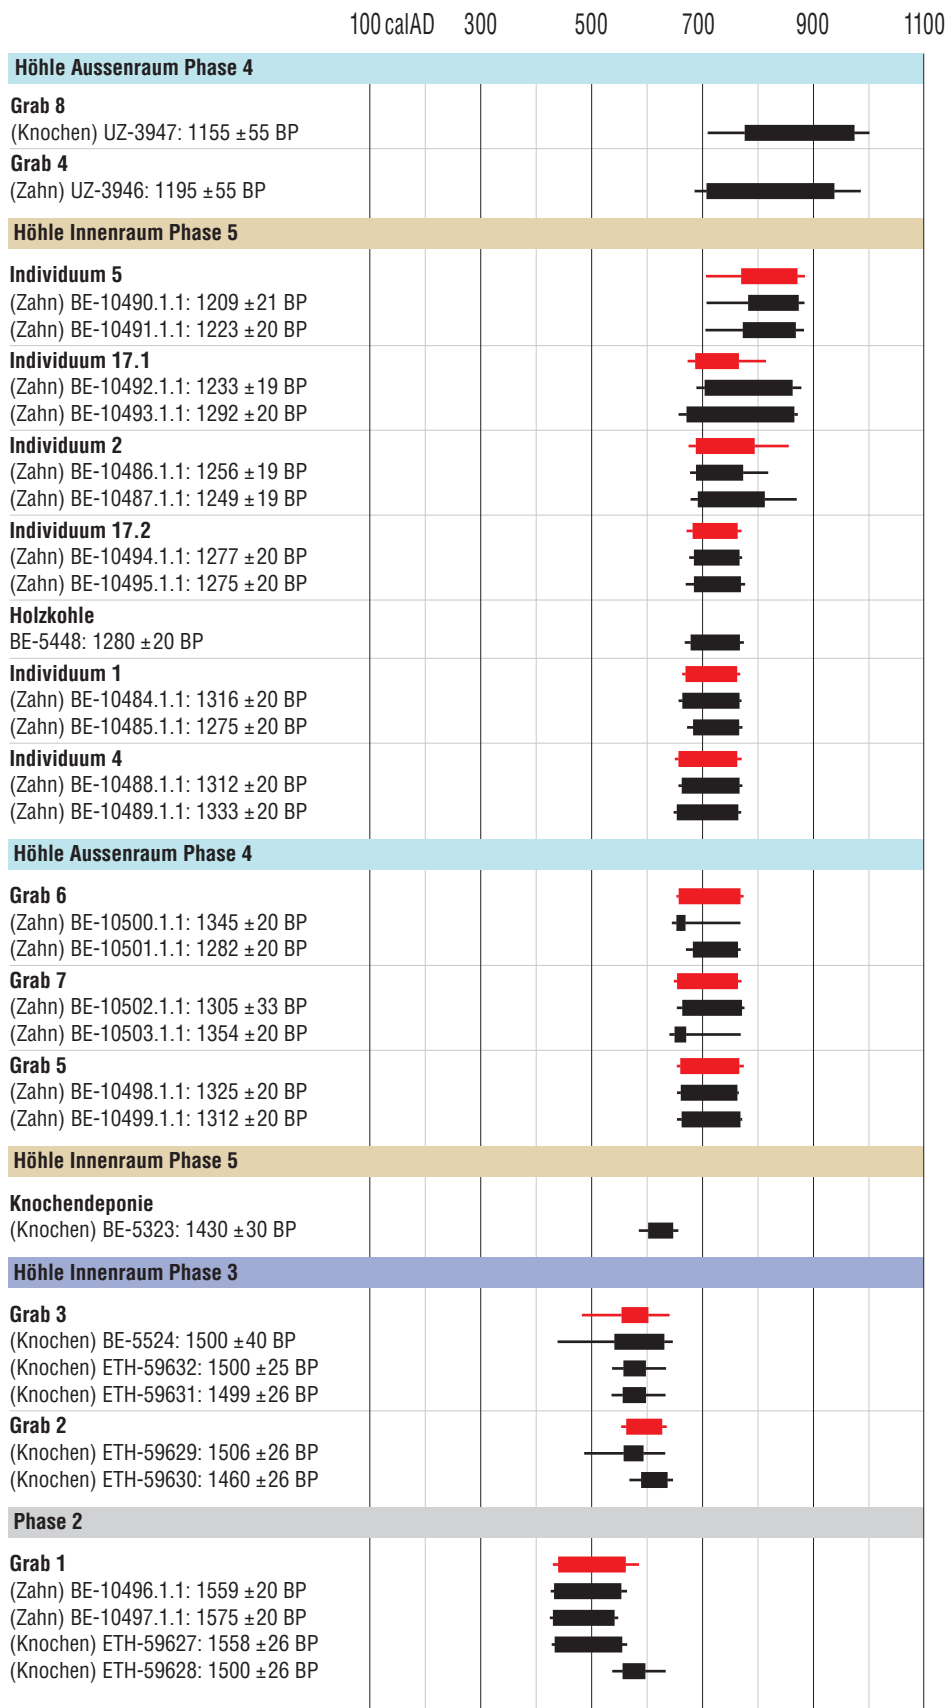 100 calAD 300 500 700 900 1100
Höhle Aussenraum Phase 4
Grab 8
(Knochen) UZ-3947: 1155 ±55 BP
Grab 4
(Zahn) UZ-3946: 1195 ±55 BP
Höhle Innenraum Phase 5
Individuum 5
(Zahn) BE-10490.1.1: 1209 ±21 BP
(Zahn) BE-10491.1.1: 1223 ±20 BP
Individuum 17.1
(Zahn) BE-10492.1.1: 1233 ±19 BP
(Zahn) BE-10493.1.1: 1292 ±20 BP
Individuum 2
(Zahn) BE-10486.1.1: 1256 ±19 BP
(Zahn) BE-10487.1.1: 1249 ±19 BP
Individuum 17.2
(Zahn) BE-10494.1.1: 1277 ±20 BP
(Zahn) BE-10495.1.1: 1275 ±20 BP
Holzkohle
BE-5448: 1280 ±20 BP
Individuum 1
(Zahn) BE-10484.1.1: 1316 ±20 BP
(Zahn) BE-10485.1.1: 1275 ±20 BP
Individuum 4
(Zahn) BE-10488.1.1: 1312 ±20 BP
(Zahn) BE-10489.1.1: 1333 ±20 BP
Höhle Aussenraum Phase 4
Grab 6
(Zahn) BE-10500.1.1: 1345 ±20 BP
(Zahn) BE-10501.1.1: 1282 ±20 BP
Grab 7
(Zahn) BE-10502.1.1: 1305 ±33 BP
(Zahn) BE-10503.1.1: 1354 ±20 BP
Grab 5
(Zahn) BE-10498.1.1: 1325 ±20 BP
(Zahn) BE-10499.1.1: 1312 ±20 BP
Höhle Innenraum Phase 5
Knochendeponie
(Knochen) BE-5323: 1430 ±30 BP
Höhle Innenraum Phase 3
Grab 3
(Knochen) BE-5524: 1500 ±40 BP
(Knochen) ETH-59632: 1500 ±25 BP
(Knochen) ETH-59631: 1499 ±26 BP
Grab 2
(Knochen) ETH-59629: 1506 ±26 BP
(Knochen) ETH-59630: 1460 ±26 BP
Phase 2
Grab 1
(Zahn) BE-10496.1.1: 1559 ±20 BP
(Zahn) BE-10497.1.1: 1575 ±20 BP
(Knochen) ETH-59627: 1558 ±26 BP
(Knochen) ETH-59628: 1500 ±26 BP